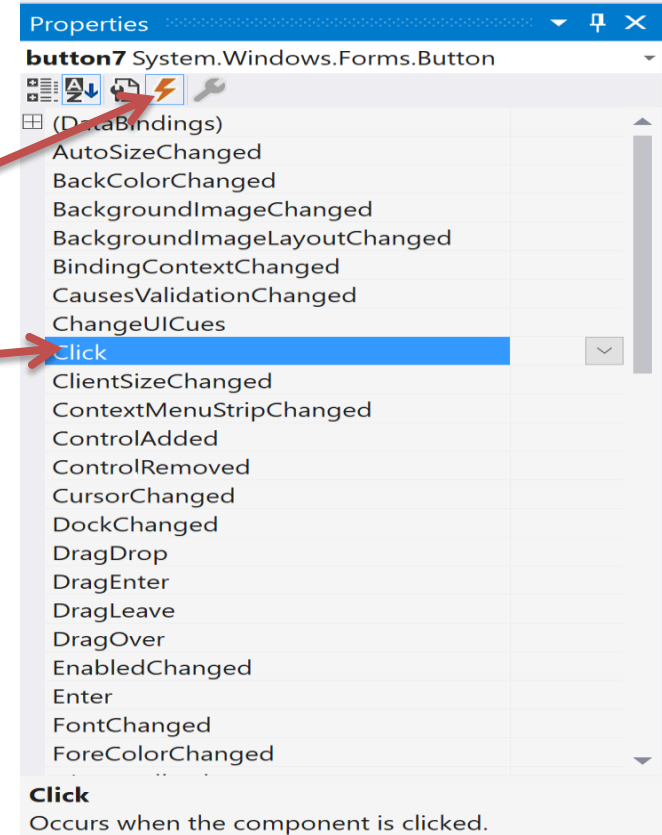 Properties
button7 System.Windows.Forms.Button
(DataBindings)
AutoSizeChanged
BackColorChanged
BackgroundImageChanged
BackgroundImageLayoutChanged
BindingContextChanged
CausesValidationChanged
ChangeUICues
Click
ClientSizeChanged
ContextMenuStripChanged
ControlAdded
ControlRemoved
CursorChanged
DockChanged
DragDrop
DragEnter
DragLeave
DragOver
EnabledChanged
Enter
FontChanged
ForeColorChanged
Click
Occurs when the component is clicked.